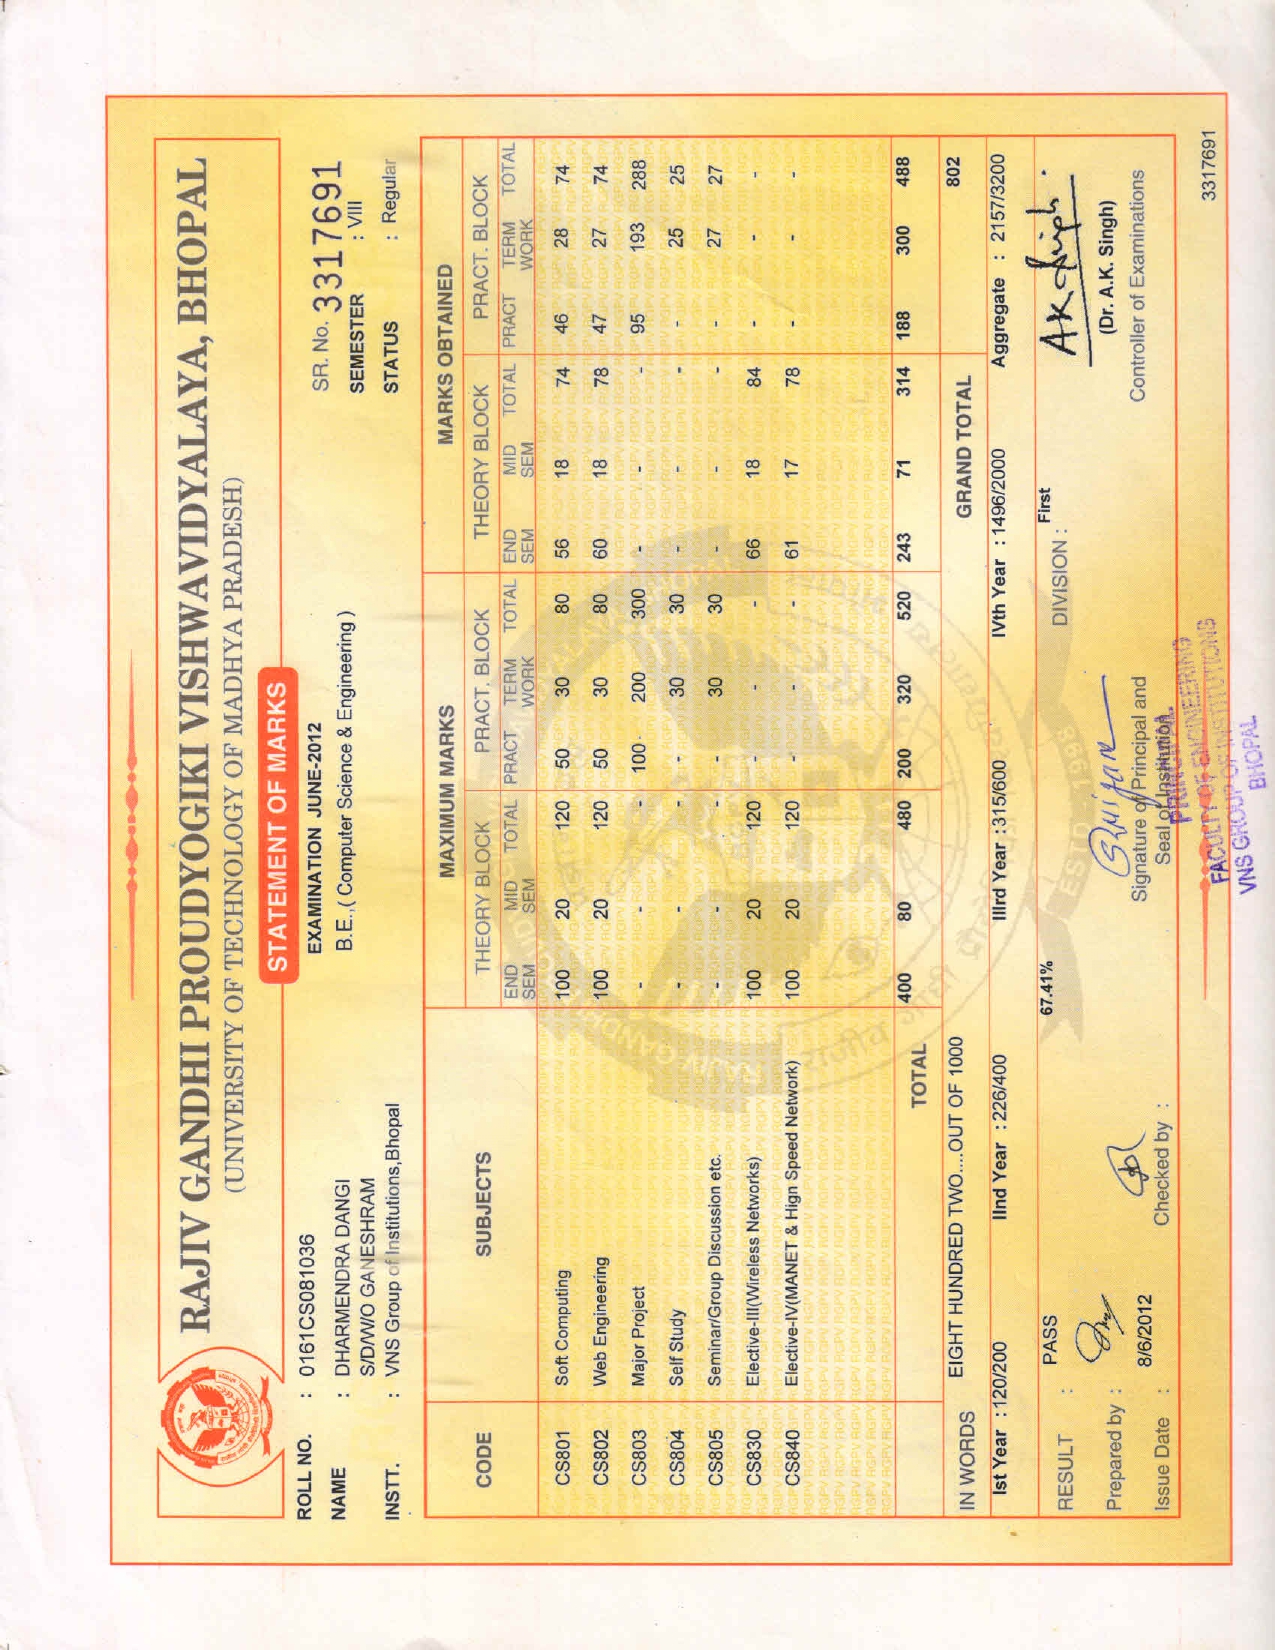 RAJIV GANDHI PROUDYOGIKI VISHWAVIDYALAYA, BHOPAL
(UNIVERSITY OF TECHNOLOGY OF MADHYA PRADESH)
STATEMENT OF MARKS
SR. No. 3317691
ROLL NO. : 0161CS081036 EXAMINATION JUNE-2012 SEMESTER : VIII
NAME : DHARMENDRA DANGI B.E.,( Computer Science & Engineering ) STATUS : Regular
S/D/W/O GANESHRAM
INSTT. : VNS Group of Institutions,Bhopal
CODE SUBJECTS MAXIMUM MARKS MARKS OBTAINED
THEORY BLOCK PRACT. BLOCK THEORY BLOCK PRACT. BLOCK
END SEM MID SEM TOTAL PRACT TERM WORK TOTAL END SEM MID SEM TOTAL PRACT TERM WORK TOTAL
CS801 Soft Computing 100 20 120 50 30 80 56 18 74 46 28 74
CS802 Web Engineering 100 20 120 50 30 80 60 18 78 47 27 74
CS803 Major Project - - - 100 200 300 - - - 95 193 288
CS804 Self Study - - - - 30 30 - - - - 25 25
CS805 Seminar/Group Discussion etc. - - - - 30 30 - - - - 27 27
CS830 Elective-III(Wireless Networks) 100 20 120 - - - 66 18 84 - - -
CS840 Elective-IV(MANET & Hign Speed Network) 100 20 120 - - - 61 17 78 - - -
TOTAL 400 80 480 200 320 520 243 71 314 188 300 488
IN WORDS EIGHT HUNDRED TWO....OUT OF 1000 GRAND TOTAL 802
Ist Year : 120/200 IInd Year : 226/400 IIIrd Year : 315/600 IVth Year : 1496/2000 Aggregate : 2157/3200
RESULT : PASS 67.41% DIVISION : First
AK Singh
(Dr. A.K. Singh)
Prepared by : Signature of Principal and Controller of Examinations
Issue Date : 8/6/2012 Checked by : Seal of Institution
PRINCIPAL
FACULTY OF ENGINEERING
VNS GROUP OF INSTITUTIONS
BHOPAL
3317691